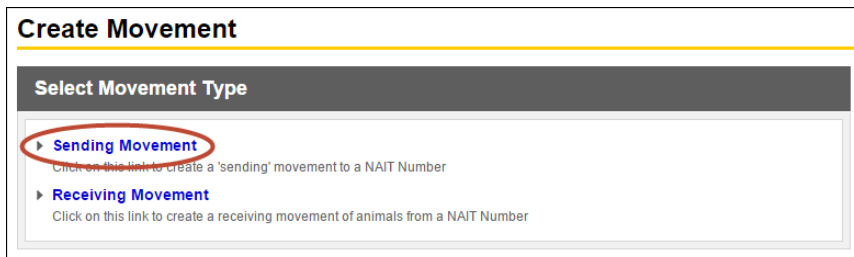 Create Movement
Select Movement Type
Sending Movement
Click on this link to create a 'sending' movement to a NAIT Number
Receiving Movement
Click on this link to create a receiving movement of animals from a NAIT Number